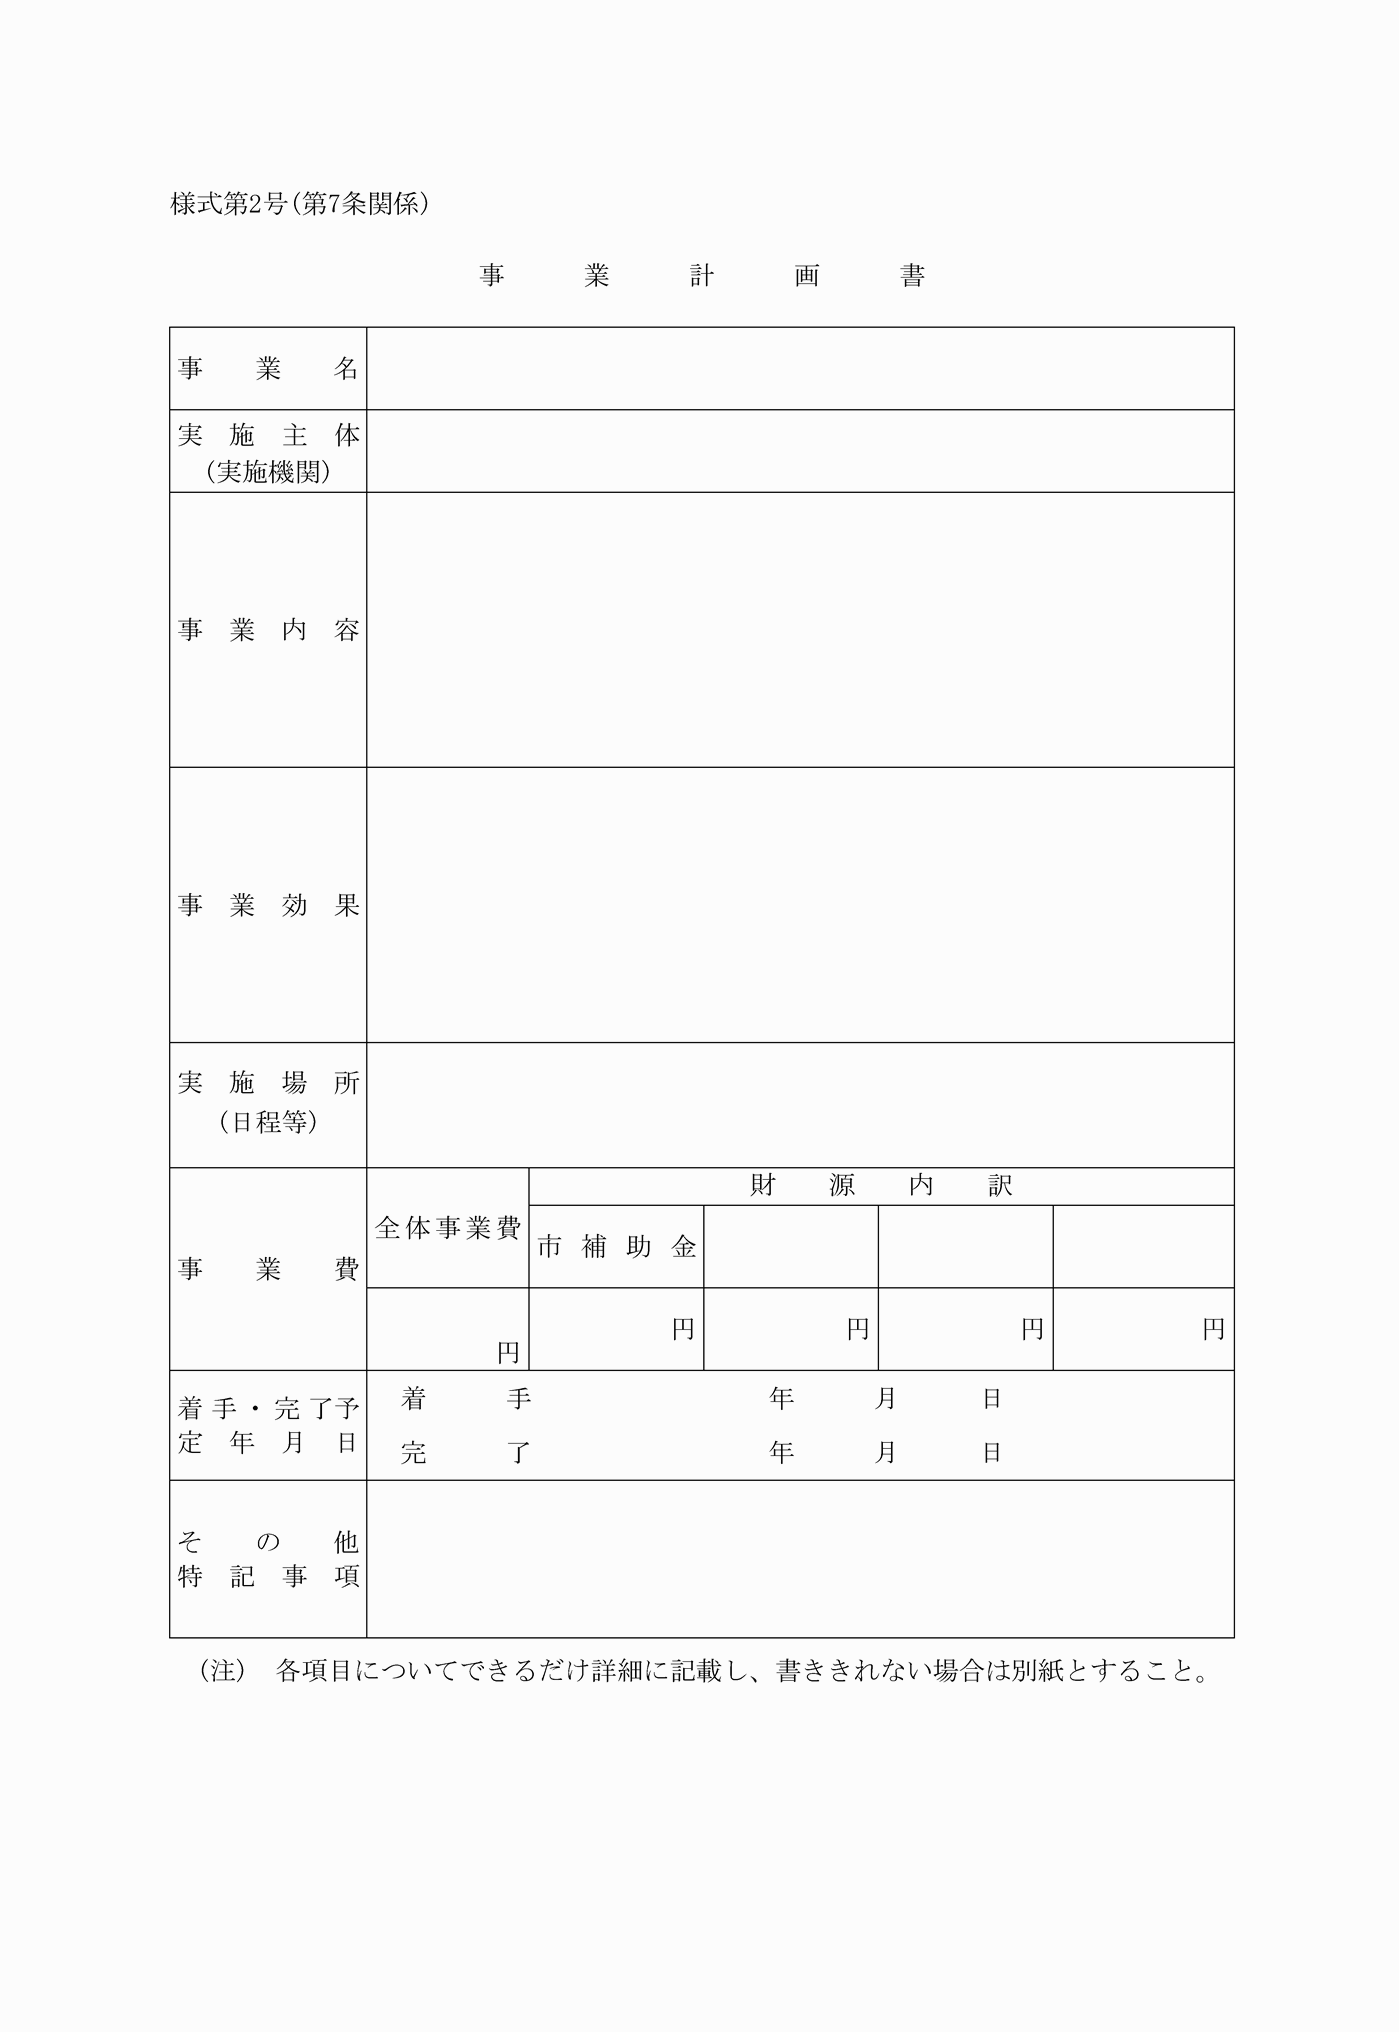 様式第2号(第7条関係)
事業計画書
事業名
実施主体
(実施機関)
事業内容
事業効果
実施場所
(日程等)
事業費
全体事業費
財源内訳
市補助金
円
円
円
円
円
着手・完了予
定年月日
着手 年 月 日
完了 年 月 日
その他
特記事項
(注) 各項目についてできるだけ詳細に記載し、書ききれない場合は別紙とすること。